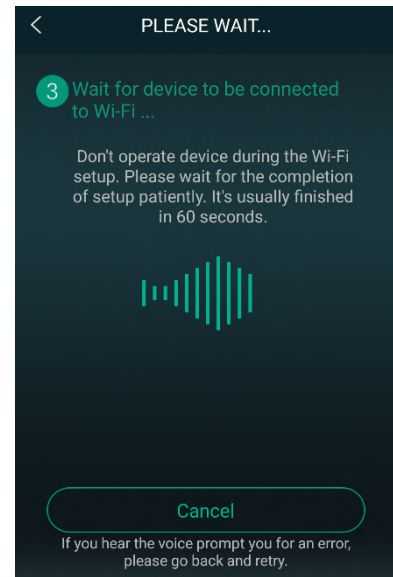 PLEASE WAIT...
3 Wait for device to be connected
to Wi-Fi ...
Don't operate device during the Wi-Fi
setup. Please wait for the completion
of setup patiently. It's usually finished
in 60 seconds.
Cancel
If you hear the voice prompt you for an error,
please go back and retry.